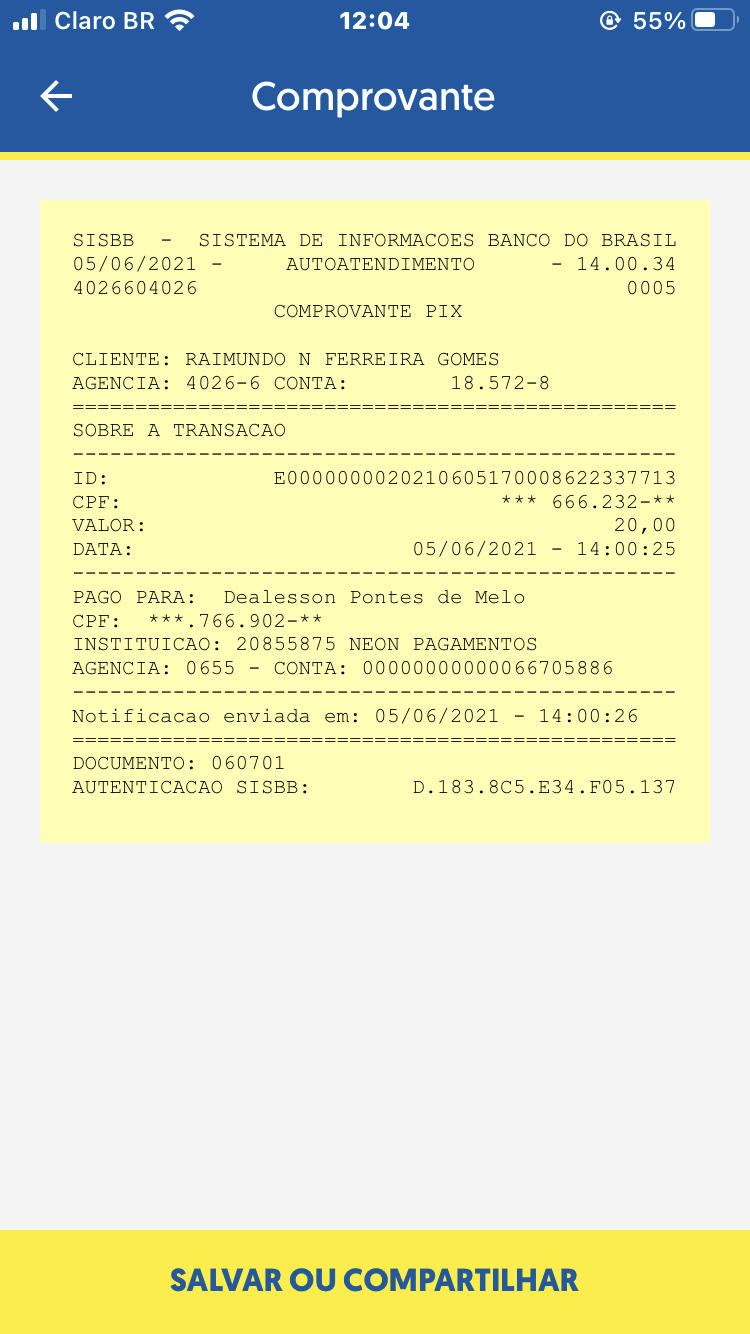 Claro BR 12:04 55%
Comprovante
SISBB - SISTEMA DE INFORMACOES BANCO DO BRASIL
05/06/2021 - AUTOATENDIMENTO - 14.00.34
4026604026 0005
COMPROVANTE PIX
CLIENTE: RAIMUNDO N FERREIRA GOMES
AGENCIA: 4026-6 CONTA: 18.572-8
================================================
SOBRE A TRANSACAO
------------------------------------------------
ID: E0000000020210605170008622337713
CPF: *** 666.232-**
VALOR: 20,00
DATA: 05/06/2021 - 14:00:25
------------------------------------------------
PAGO PARA: Dealesson Pontes de Melo
CPF: ***.766.902-**
INSTITUICAO: 20855875 NEON PAGAMENTOS
AGENCIA: 0655 - CONTA: 00000000000066705886
------------------------------------------------
Notificacao enviada em: 05/06/2021 - 14:00:26
================================================
DOCUMENTO: 060701
AUTENTICACAO SISBB: D.183.8C5.E34.F05.137
SALVAR OU COMPARTILHAR